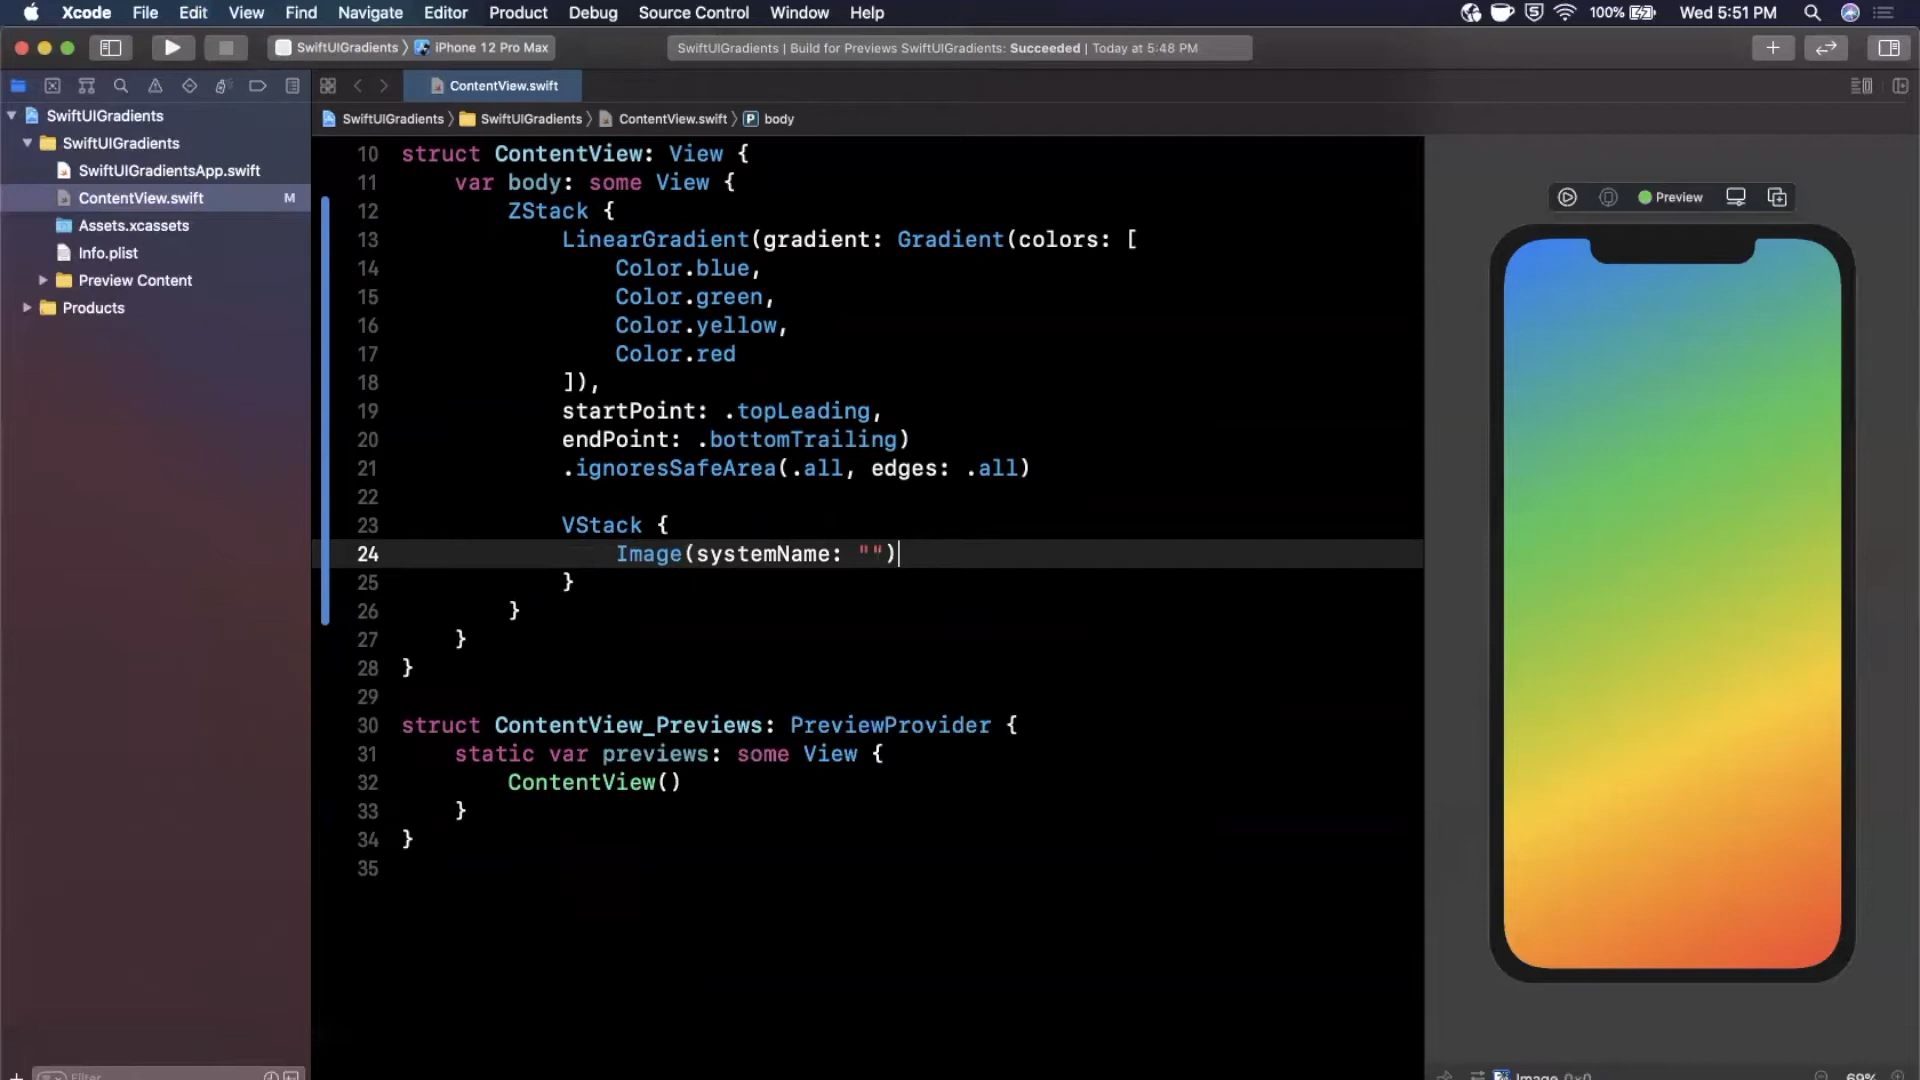 Xcode File Edit View Find Navigate Editor Product Debug Source Control Window Help 100% Wed 5:51 PM
SwiftUIGradients 〉 iPhone 12 Pro Max
SwiftUIGradients | Build for Previews SwiftUIGradients: Succeeded | Today at 5:48 PM
ContentView.swift
SwiftUIGradients 〉 SwiftUIGradients 〉 ContentView.swift 〉 P body
SwiftUIGradients
SwiftUIGradients
SwiftUIGradientsApp.swift
ContentView.swift M
Assets.xcassets
Info.plist
Preview Content
Products
Filter
10 struct ContentView: View {
11 var body: some View {
12 ZStack {
13 LinearGradient(gradient: Gradient(colors: [
14 Color.blue,
15 Color.green,
16 Color.yellow,
17 Color.red
18 ]),
19 startPoint: .topLeading,
20 endPoint: .bottomTrailing)
21 .ignoresSafeArea(.all, edges: .all)
22
23 VStack {
24 Image(systemName: "")
25 }
26 }
27 }
28 }
29
30 struct ContentView_Previews: PreviewProvider {
31 static var previews: some View {
32 ContentView()
33 }
34 }
35
Preview
Image 0x0
69%